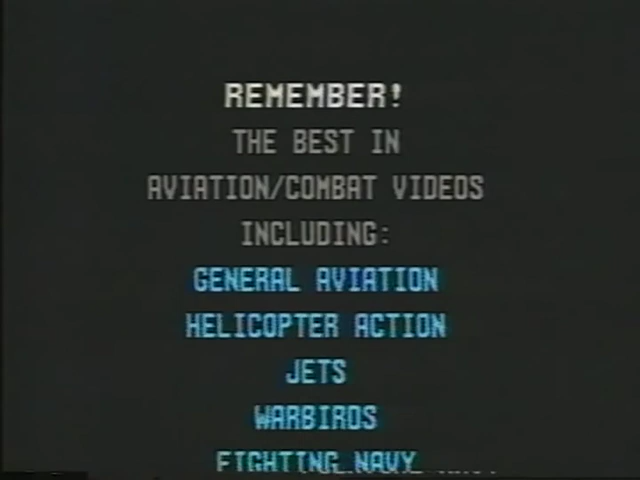 REMEMBER!
THE BEST IN
AVIATION/COMBAT VIDEOS
INCLUDING:
GENERAL AVIATION
HELICOPTER ACTION
JETS
WARBIRDS
FIGHTING NAVY